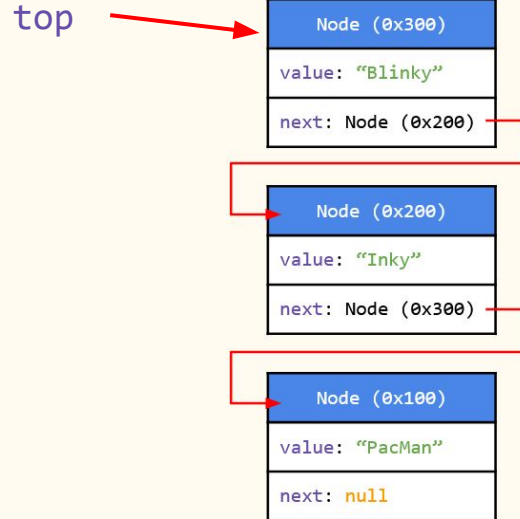 top
Node (0x300)
value: “Blinky”
next: Node (0x200)
Node (0x200)
value: “Inky”
next: Node (0x300)
Node (0x100)
value: “PacMan”
next: null